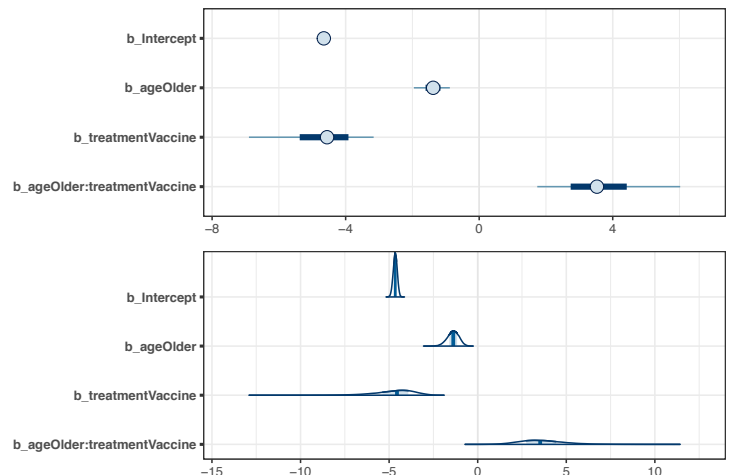 b_Intercept
b_ageOlder
b_treatmentVaccine
b_ageOlder:treatmentVaccine
−8 −4 0 4
b_Intercept
b_ageOlder
b_treatmentVaccine
b_ageOlder:treatmentVaccine
−15 −10 −5 0 5 10